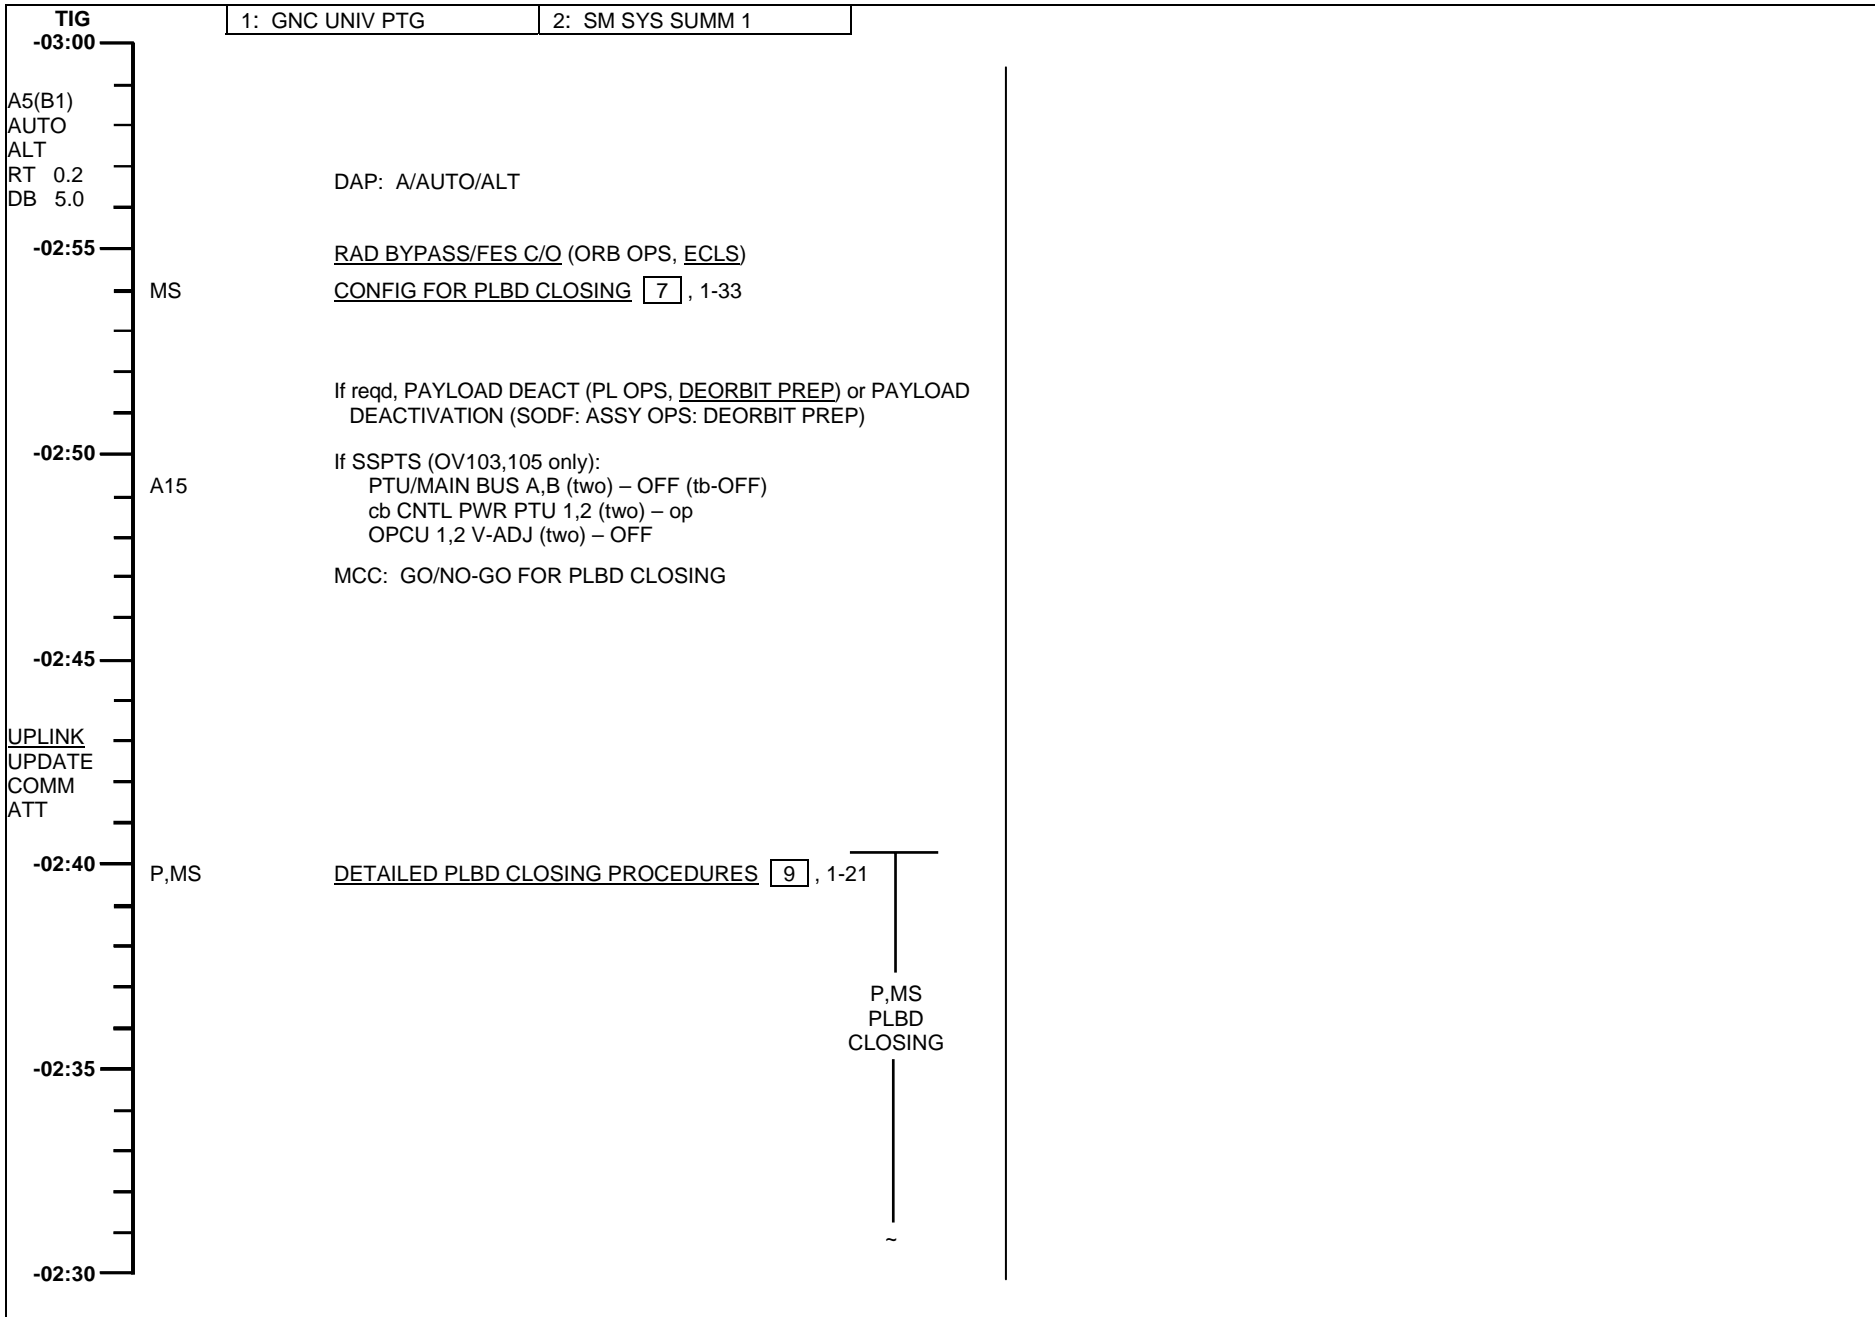 TIG
1: GNC UNIV PTG
2: SM SYS SUMM 1
-03:00
A5(B1)
AUTO
ALT
RT 0.2
DB 5.0
DAP: A/AUTO/ALT
-02:55
RAD BYPASS/FES C/O (ORB OPS, ECLS)
MS
CONFIG FOR PLBD CLOSING 7 , 1-33
If reqd, PAYLOAD DEACT (PL OPS, DEORBIT PREP) or PAYLOAD
DEACTIVATION (SODF: ASSY OPS: DEORBIT PREP)
-02:50
If SSPTS (OV103,105 only):
A15
PTU/MAIN BUS A,B (two) – OFF (tb-OFF)
cb CNTL PWR PTU 1,2 (two) – op
OPCU 1,2 V-ADJ (two) – OFF
MCC: GO/NO-GO FOR PLBD CLOSING
-02:45
UPLINK
UPDATE
COMM
ATT
-02:40
P,MS
DETAILED PLBD CLOSING PROCEDURES 9 , 1-21
P,MS
PLBD
CLOSING
-02:35
~
-02:30